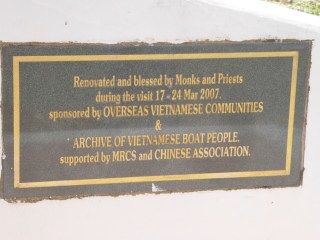 Renovated and blessed by Monks and Priests
during the visit 17 - 24 Mar 2007.
sponsored by OVERSEAS VIETNAMESE COMMUNITIES
&
ARCHIVE OF VIETNAMESE BOAT PEOPLE.
supported by MRCS and CHINESE ASSOCIATION.